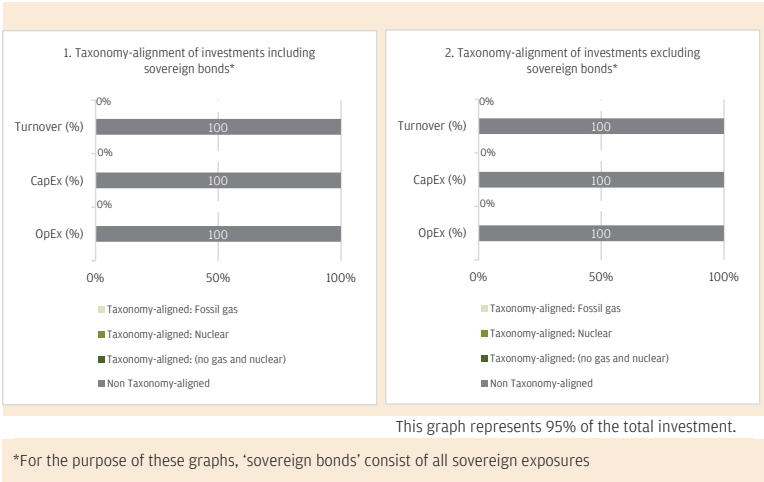 1. Taxonomy-alignment of investments including
sovereign bonds*
0%
Turnover (%)
100
0%
CapEx (%)
100
0%
OpEx (%)
100
0%
50%
100%
Taxonomy-aligned: Fossil gas
Taxonomy-aligned: Nuclear
Taxonomy-aligned: (no gas and nuclear)
Non Taxonomy-aligned
2. Taxonomy-alignment of investments excluding
sovereign bonds*
0%
Turnover (%)
100
0%
CapEx (%)
100
0%
OpEx (%)
100
0%
50%
100%
Taxonomy-aligned: Fossil gas
Taxonomy-aligned: Nuclear
Taxonomy-aligned: (no gas and nuclear)
Non Taxonomy-aligned
This graph represents 95% of the total investment.
*For the purpose of these graphs, ‘sovereign bonds’ consist of all sovereign exposures